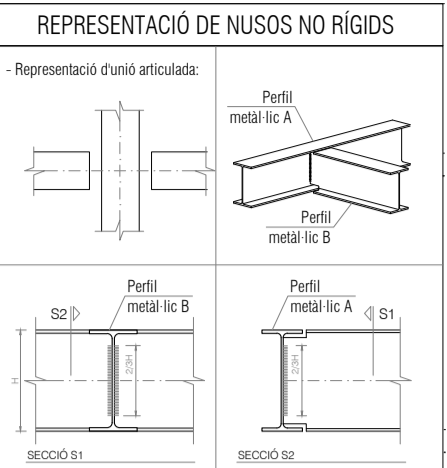 REPRESENTACIÓ DE NUSOS NO RÍGIDS
- Representació d'unió articulada:
Perfil
metàl·lic A
Perfil
metàl·lic B
Perfil
metàl·lic B
S2
H
2/3H
SECCIÓ S1
Perfil
metàl·lic A
S1
2/3H
SECCIÓ S2